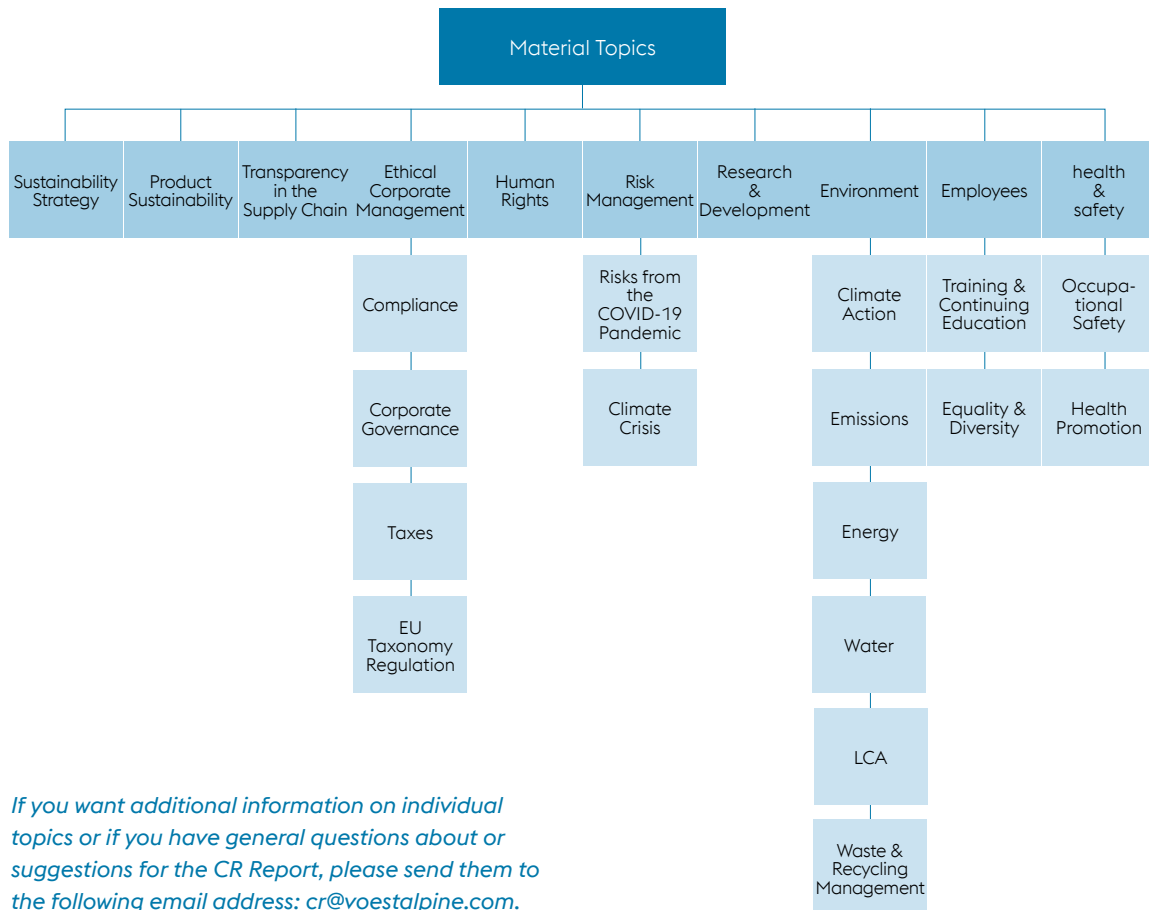 Material Topics
Sustainability
Strategy
Product
Sustainability
Transparency
in the
Supply Chain
Ethical
Corporate
Management
Human
Rights
Risk
Management
Research
&
Development
Environment
Employees
health
&
safety
Compliance
Corporate
Governance
Taxes
EU
Taxonomy
Regulation
Risks from
the
COVID-19
Pandemic
Climate
Crisis
Climate
Action
Emissions
Energy
Water
LCA
Waste &
Recycling
Management
Training &
Continuing
Education
Equality &
Diversity
Occupa-
tional
Safety
Health
Promotion
If you want additional information on individual
topics or if you have general questions about or
suggestions for the CR Report, please send them to
the following email address: cr@voestalpine.com.